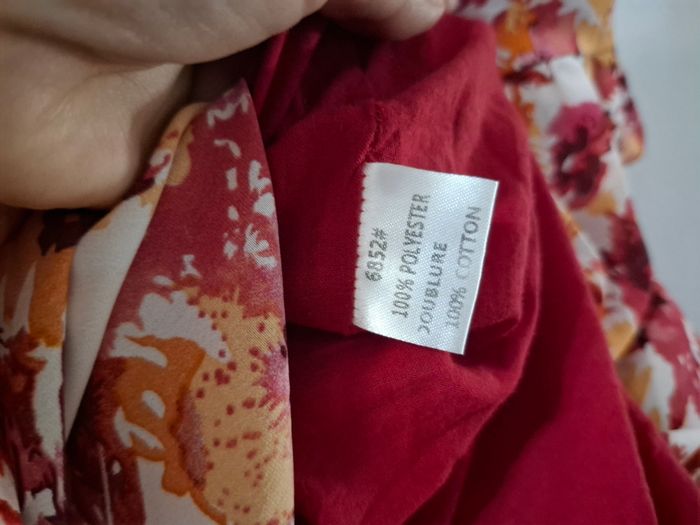 6852#
100% POLYESTER
DOUBLURE
100% COTTON